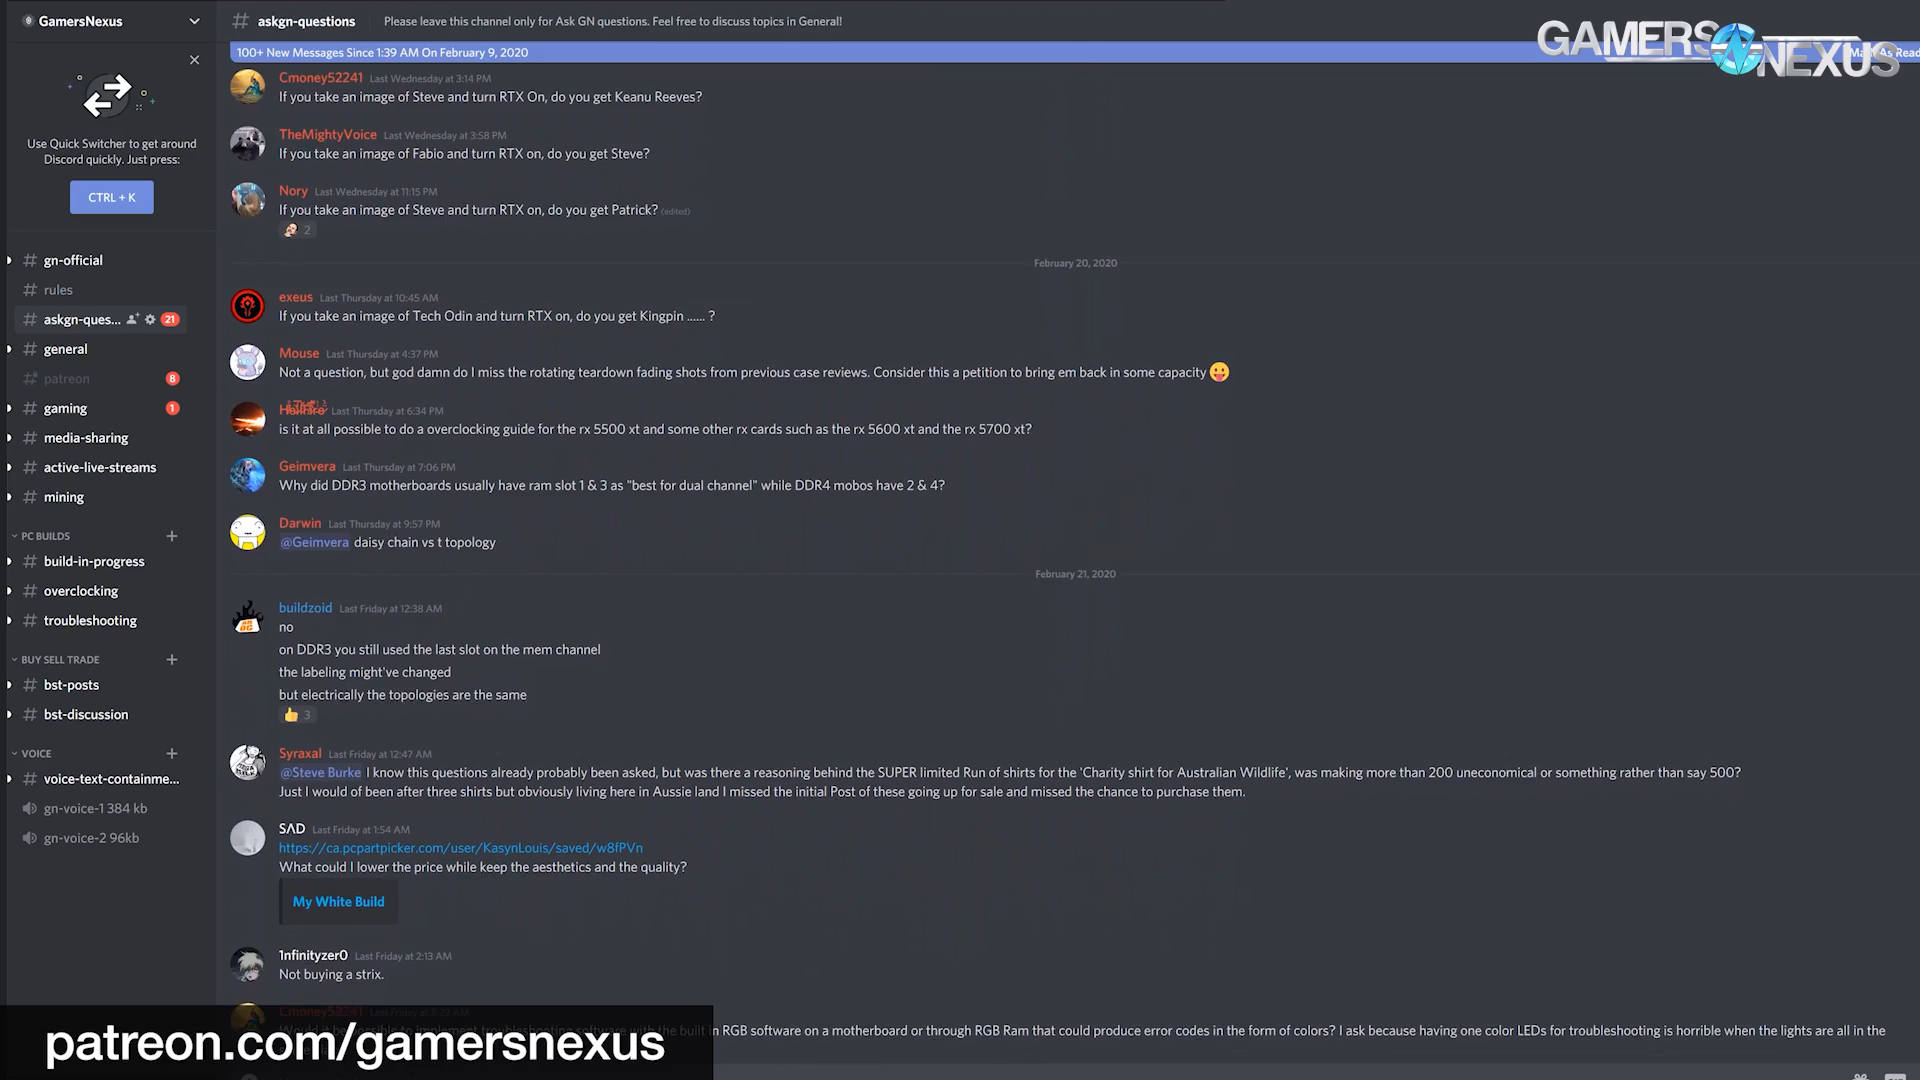 GamersNexus
askgn-questions
Please leave this channel only for Ask GN questions. Feel free to discuss topics in General!
GAMERS NEXUS
100+ New Messages Since 1:39 AM On February 9, 2020
As Read
Use Quick Switcher to get around
Discord quickly. Just press:
CTRL + K
# gn-official
# rules
# askgn-ques... 21
# general
# patreon 8
# gaming 1
# media-sharing
# active-live-streams
# mining
PC BUILDS +
# build-in-progress
# overclocking
# troubleshooting
BUY SELL TRADE +
# bst-posts
# bst-discussion
VOICE +
# voice-text-containme...
gn-voice-1 384 kb
gn-voice-2 96kb
Cmoney52241 Last Wednesday at 3:14 PM
If you take an image of Steve and turn RTX On, do you get Keanu Reeves?
TheMightyVoice Last Wednesday at 3:58 PM
If you take an image of Fabio and turn RTX on, do you get Steve?
Nory Last Wednesday at 11:15 PM
If you take an image of Steve and turn RTX on, do you get Patrick? (edited)
2
February 20, 2020
exeus Last Thursday at 10:45 AM
If you take an image of Tech Odin and turn RTX on, do you get Kingpin ...... ?
Mouse Last Thursday at 4:37 PM
Not a question, but god damn do I miss the rotating teardown fading shots from previous case reviews. Consider this a petition to bring em back in some capacity 😛
Last Thursday at 6:34 PM
is it at all possible to do a overclocking guide for the rx 5500 xt and some other rx cards such as the rx 5600 xt and the rx 5700 xt?
Geimvera Last Thursday at 7:06 PM
Why did DDR3 motherboards usually have ram slot 1 & 3 as "best for dual channel" while DDR4 mobos have 2 & 4?
Darwin Last Thursday at 9:57 PM
@Geimvera daisy chain vs t topology
February 21, 2020
buildzoid Last Friday at 12:38 AM
no
on DDR3 you still used the last slot on the mem channel
the labeling might've changed
but electrically the topologies are the same
👍 3
Syraxal Last Friday at 12:47 AM
@Steve Burke I know this questions already probably been asked, but was there a reasoning behind the SUPER limited Run of shirts for the 'Charity shirt for Australian Wildlife', was making more than 200 uneconomical or something rather than say 500?
Just I would of been after three shirts but obviously living here in Aussie land I missed the initial Post of these going up for sale and missed the chance to purchase them.
SΛD Last Friday at 1:54 AM
https://ca.pcpartpicker.com/user/KasynLouis/saved/w8fPVn
What could I lower the price while keep the aesthetics and the quality?
My White Build
1nfinityzer0 Last Friday at 2:13 AM
Not buying a strix.
Cmoney52241 Last Friday at 8:22 AM
Would it be possible to implement troubleshooting software with the built in RGB software on a motherboard or through RGB Ram that could produce error codes in the form of colors? I ask because having one color LEDs for troubleshooting is horrible when the lights are all in the
patreon.com/gamersnexus